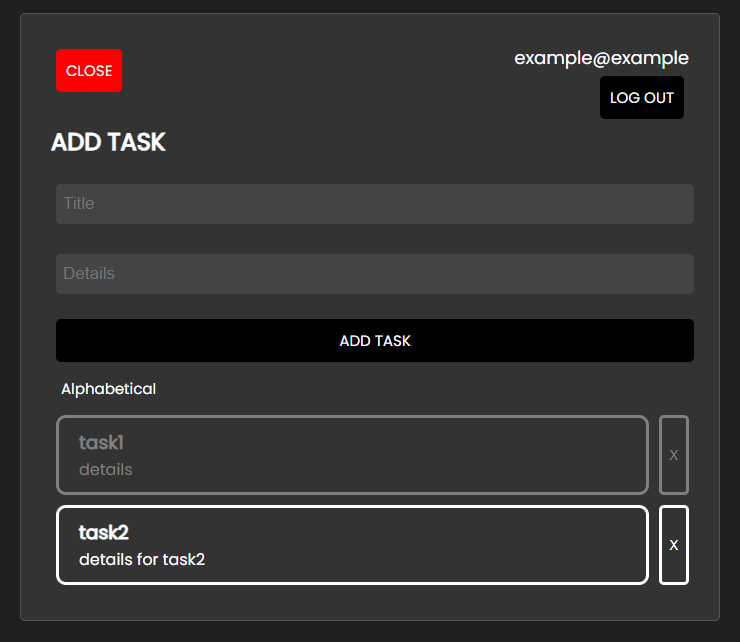 CLOSE
example@example
LOG OUT
ADD TASK
Title
Details
ADD TASK
Alphabetical
task1
details
X
task2
details for task2
X